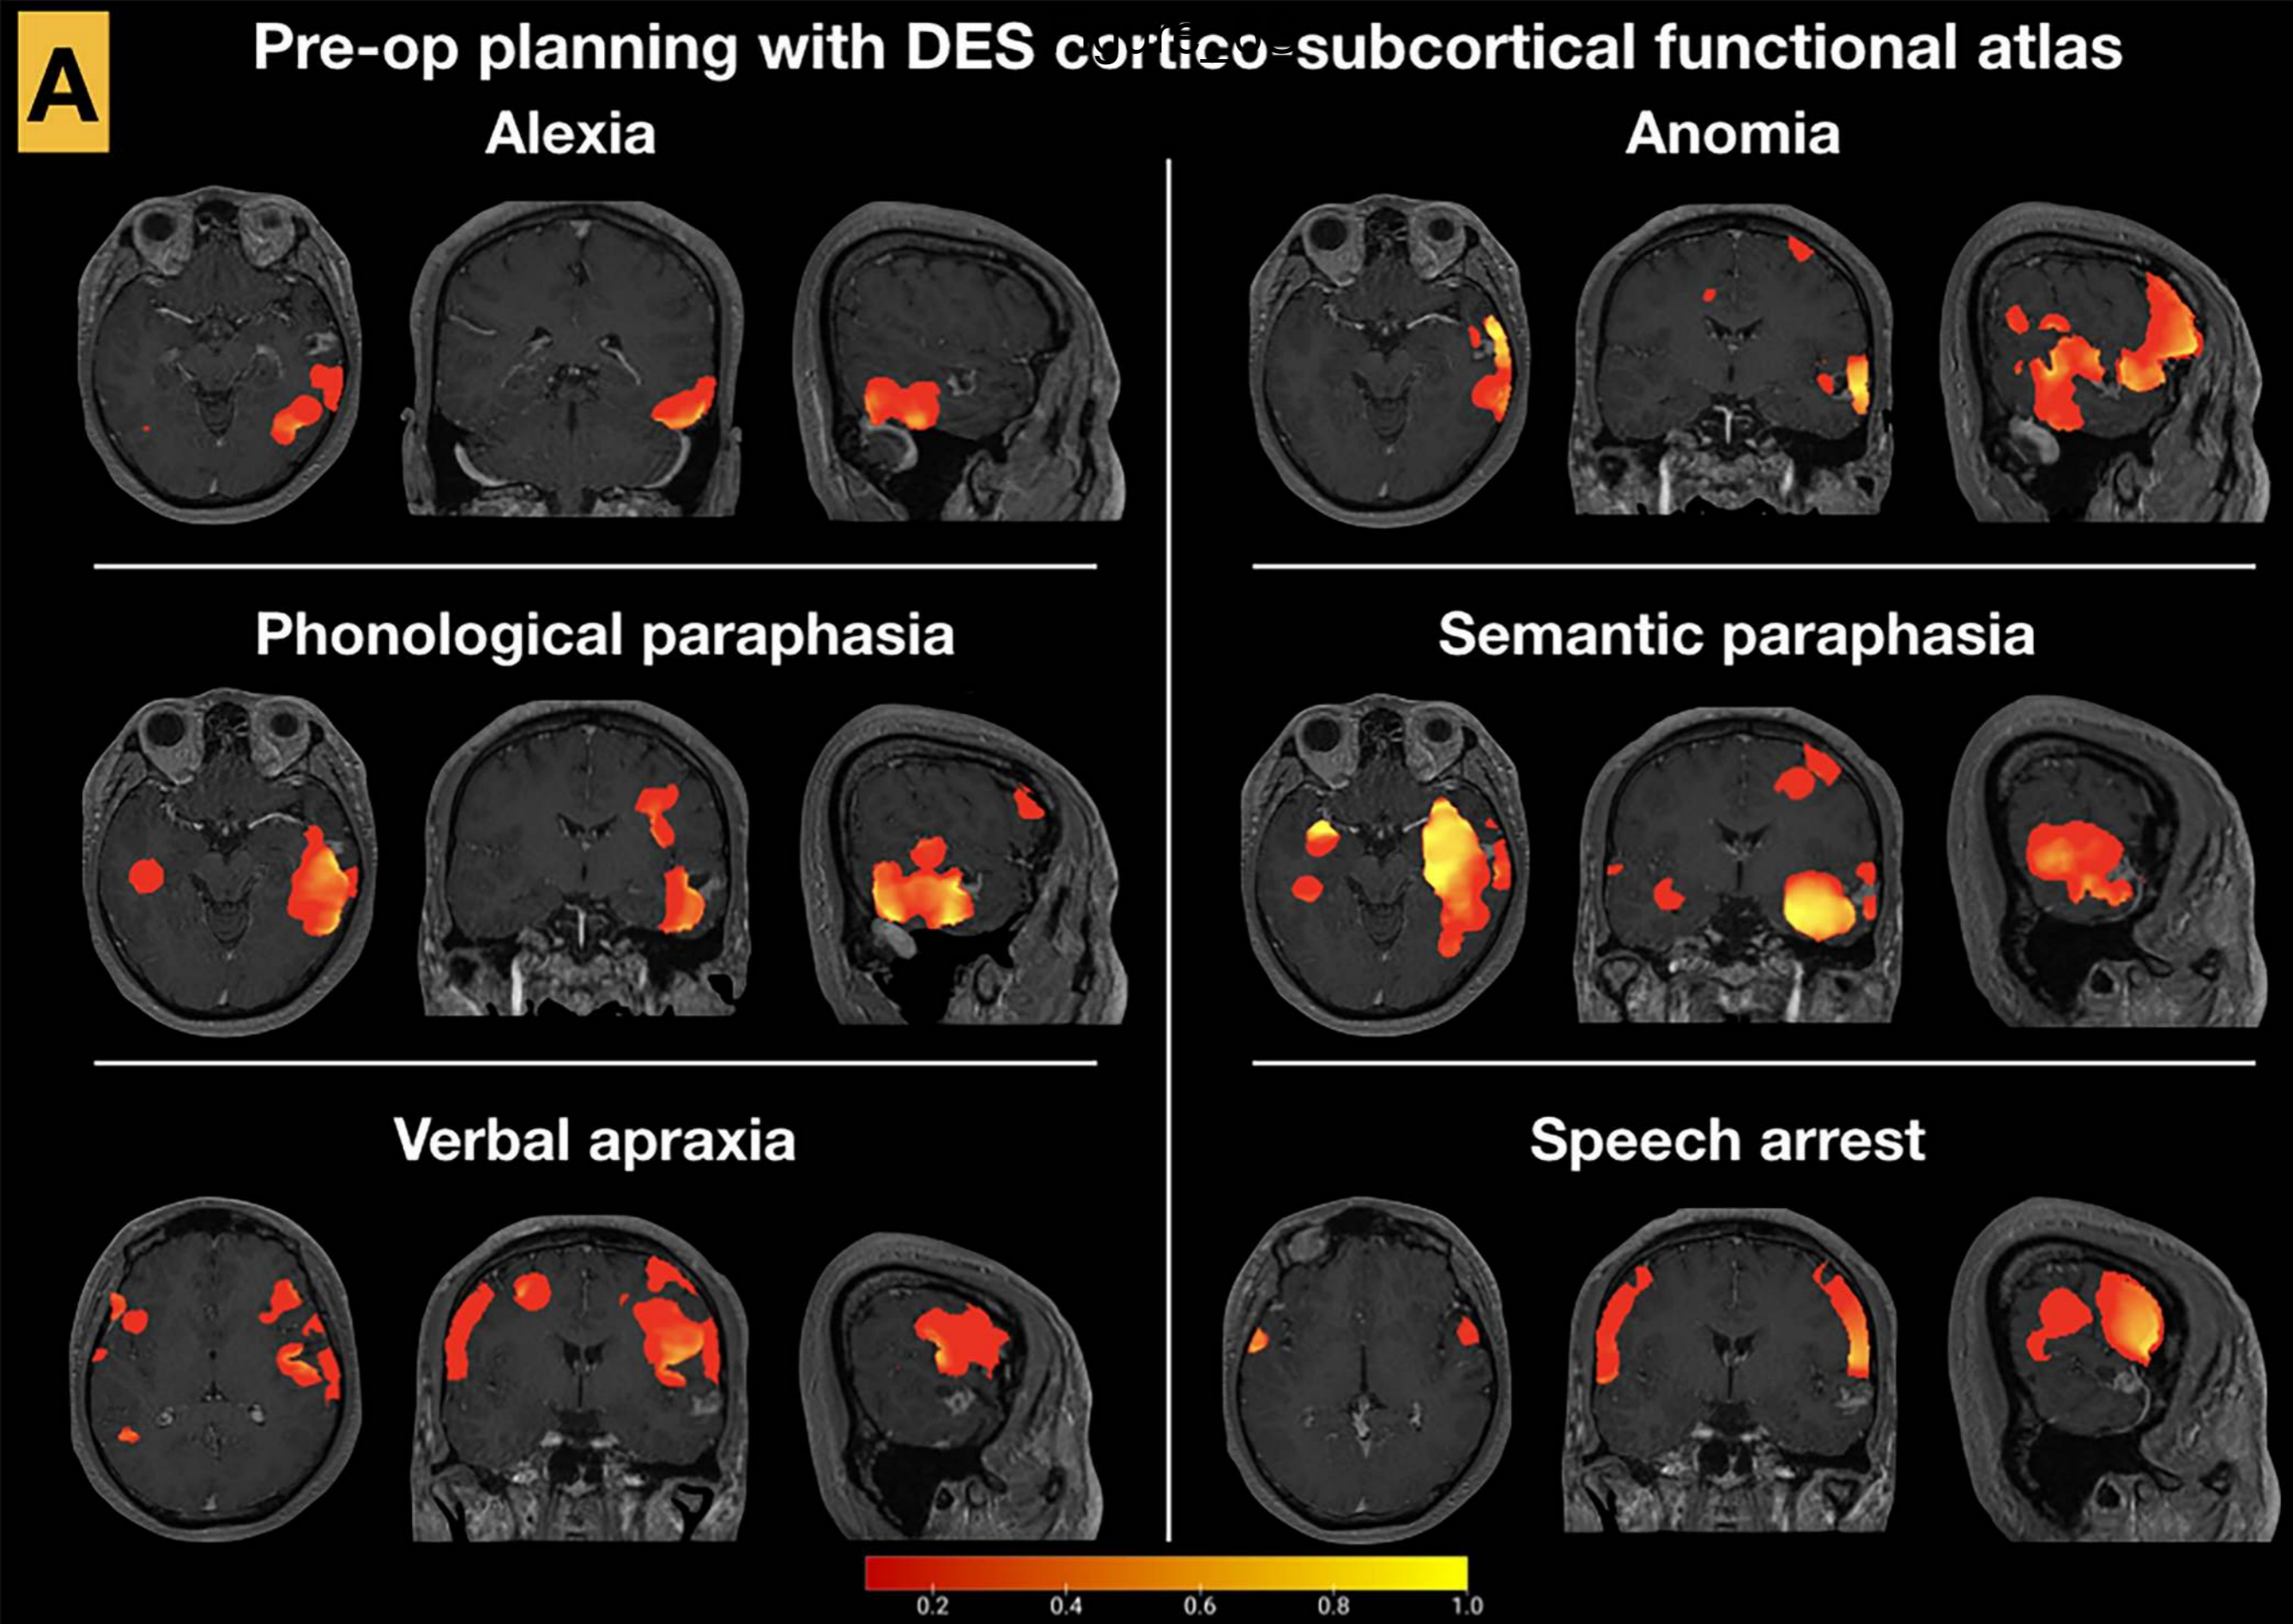 A
Pre-op planning with DES cortico-subcortical functional atlas
Alexia
Anomia
Phonological paraphasia
Semantic paraphasia
Verbal apraxia
Speech arrest
0.2 0.4 0.6 0.8 1.0